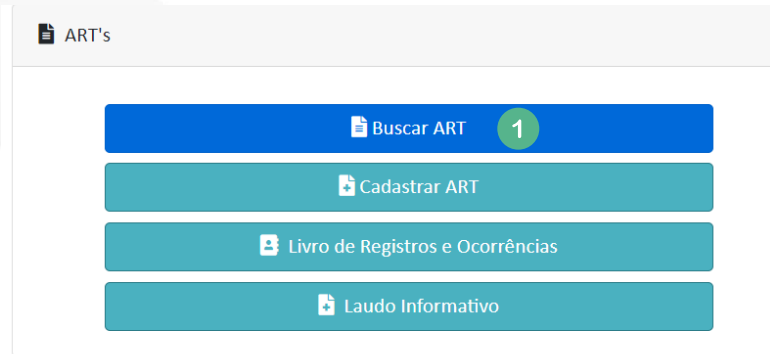 ART's
Buscar ART 1
Cadastrar ART
Livro de Registros e Ocorrências
Laudo Informativo